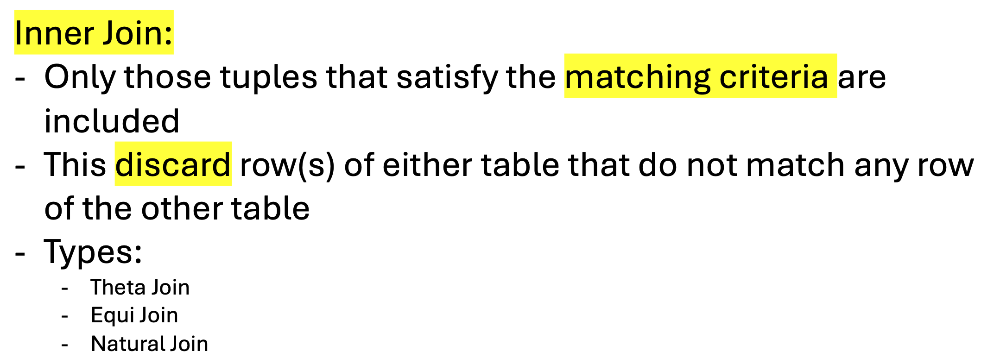 Inner Join:
- Only those tuples that satisfy the matching criteria are
included
- This discard row(s) of either table that do not match any row
of the other table
- Types:
- Theta Join
- Equi Join
- Natural Join